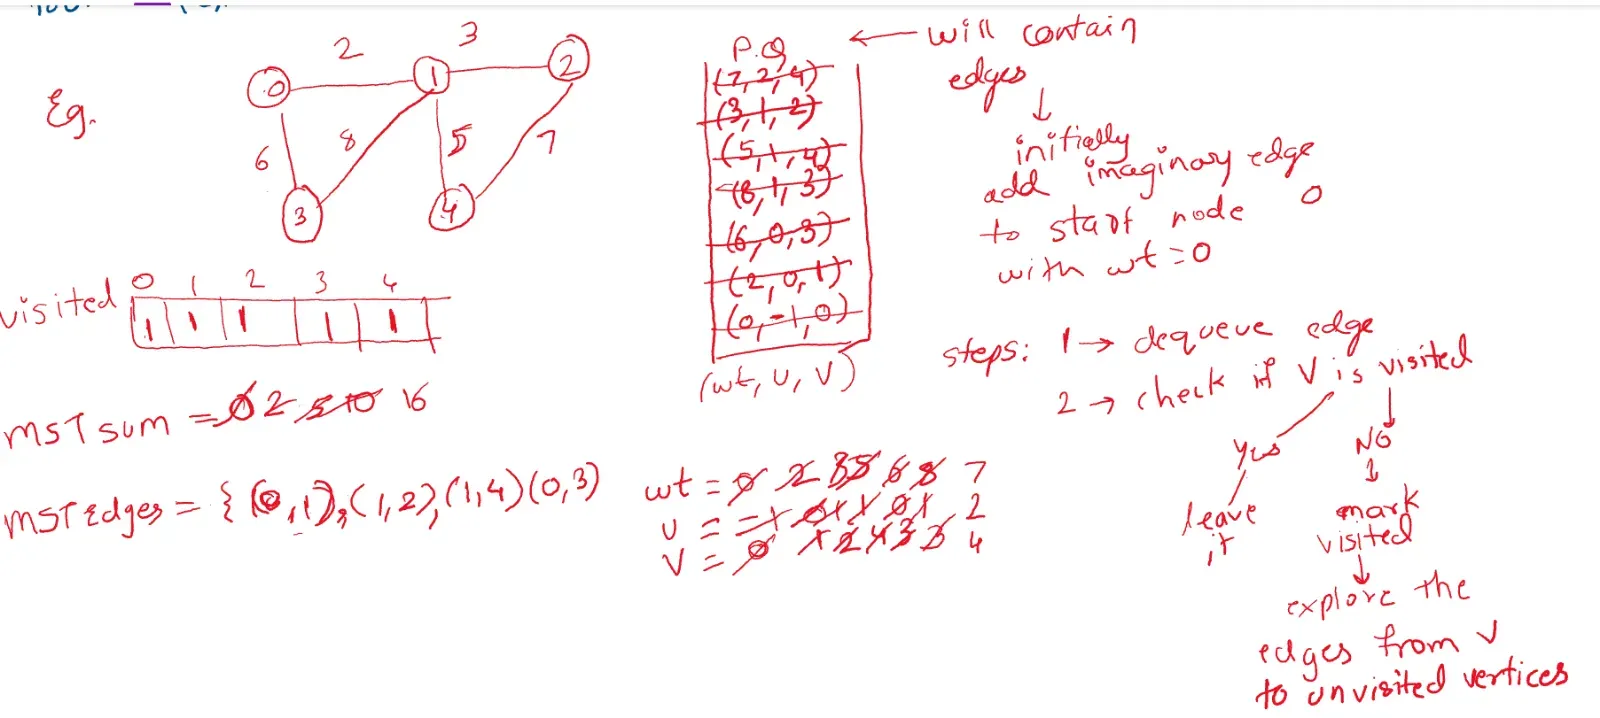 Eg.
2
3
0
1
2
6
8
5
7
3
4
visited
0 1 2 3 4
1 1 1 1 1
MST sum = 0 2 5 10 16
MST Edges = { (0,1), (1,2), (1,4) (0,3)
P.Q
(7,2,4)
(3,1,2)
(5,1,4)
(8,1,3)
(6,0,3)
(2,0,1)
(0,-1,0)
(wt, u, v)
wt = 0 2 3 5 6 8 7
u = -1 0 1 1 0 1 2
v = 0 1 2 4 3 3 4
← will contain
edges
↓
initially
add imaginary edge
to start node 0
with wt = 0
steps: 1 → dequeue edge
2 → check if v is visited
Yes
NO
leave
it
↓
mark
visited
↓
explore the
edges from v
to unvisited vertices